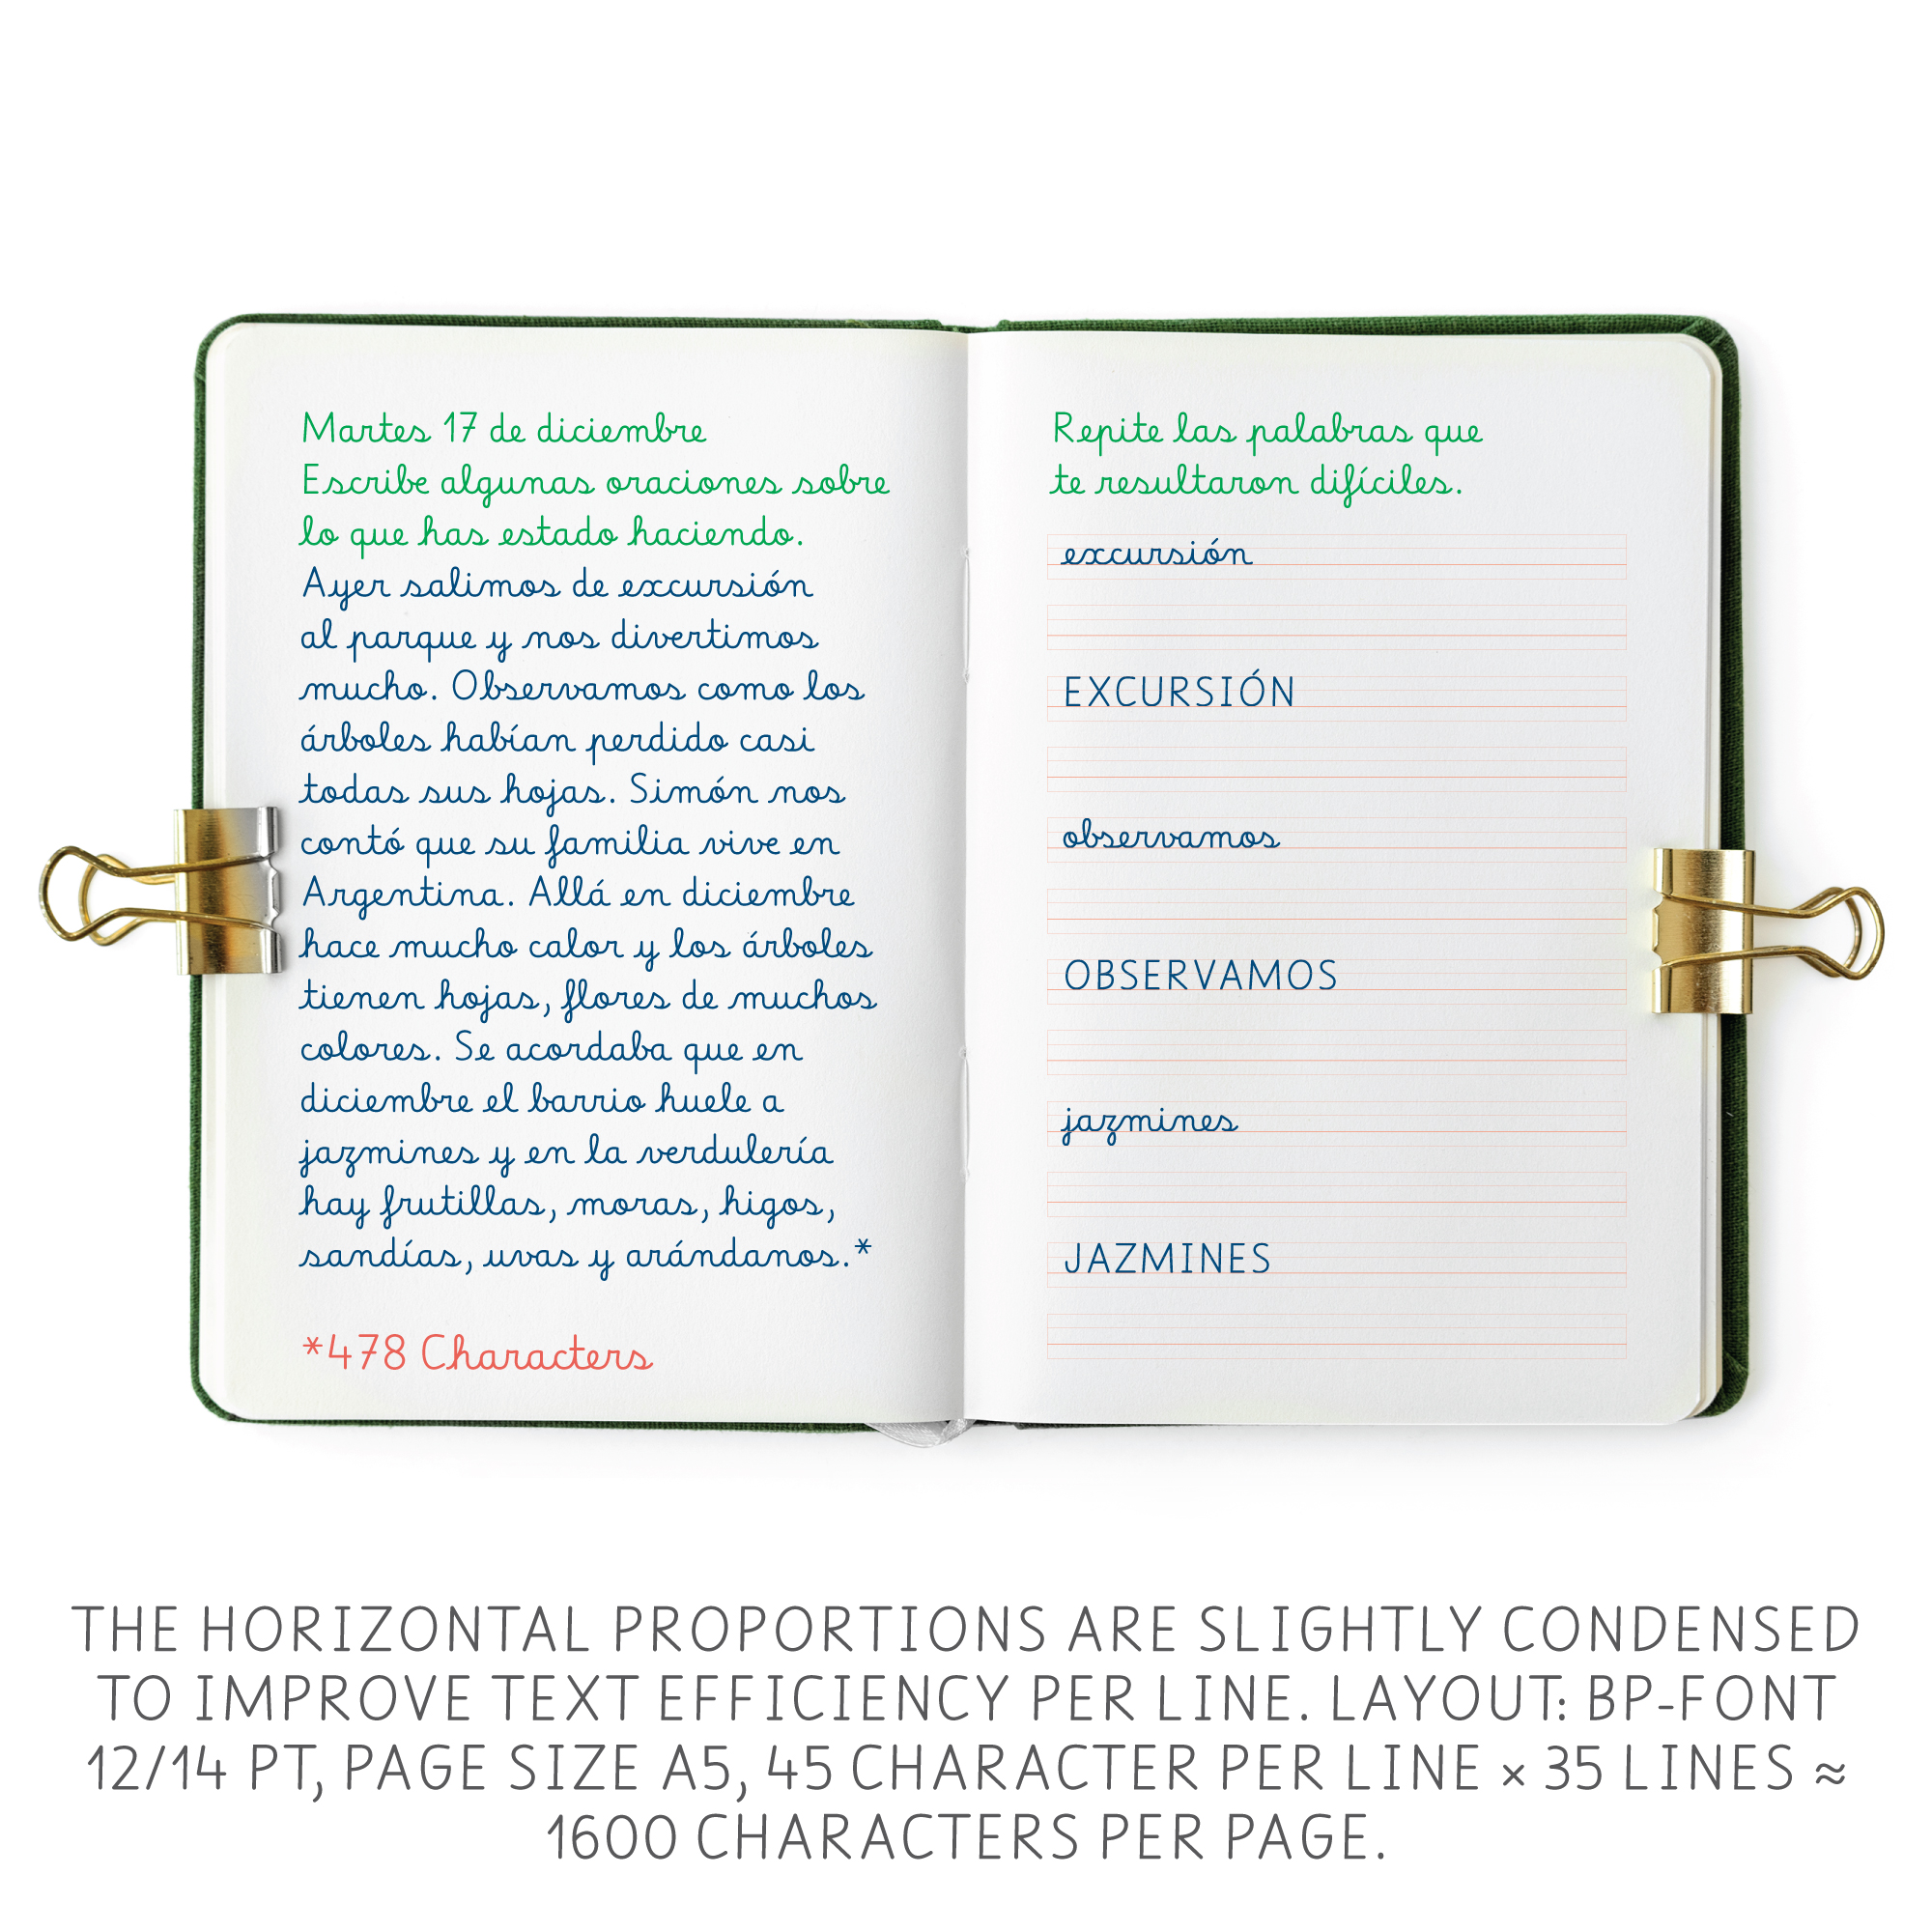 Martes 17 de diciembre
Escribe algunas oraciones sobre
lo que has estado haciendo.
Ayer salimos de excursión
al parque y nos divertimos
mucho. Observamos como los
árboles habían perdido casi
todas sus hojas. Simón nos
contó que su familia vive en
Argentina. Allá en diciembre
hace mucho calor y los árboles
tienen hojas, flores de muchos
colores. Se acordaba que en
diciembre el barrio huele a
jazmines y en la verdulería
hay frutillas, moras, higos,
sandías, uvas y arándanos.*
*478 Characters
Repite las palabras que
te resultaron difíciles.
excursión
EXCURSIÓN
observamos
OBSERVAMOS
jazmines
JAZMINES
THE HORIZONTAL PROPORTIONS ARE SLIGHTLY CONDENSED
TO IMPROVE TEXT EFFICIENCY PER LINE. LAYOUT: BP-FONT
12/14 PT, PAGE SIZE A5, 45 CHARACTER PER LINE × 35 LINES ≈
1600 CHARACTERS PER PAGE.